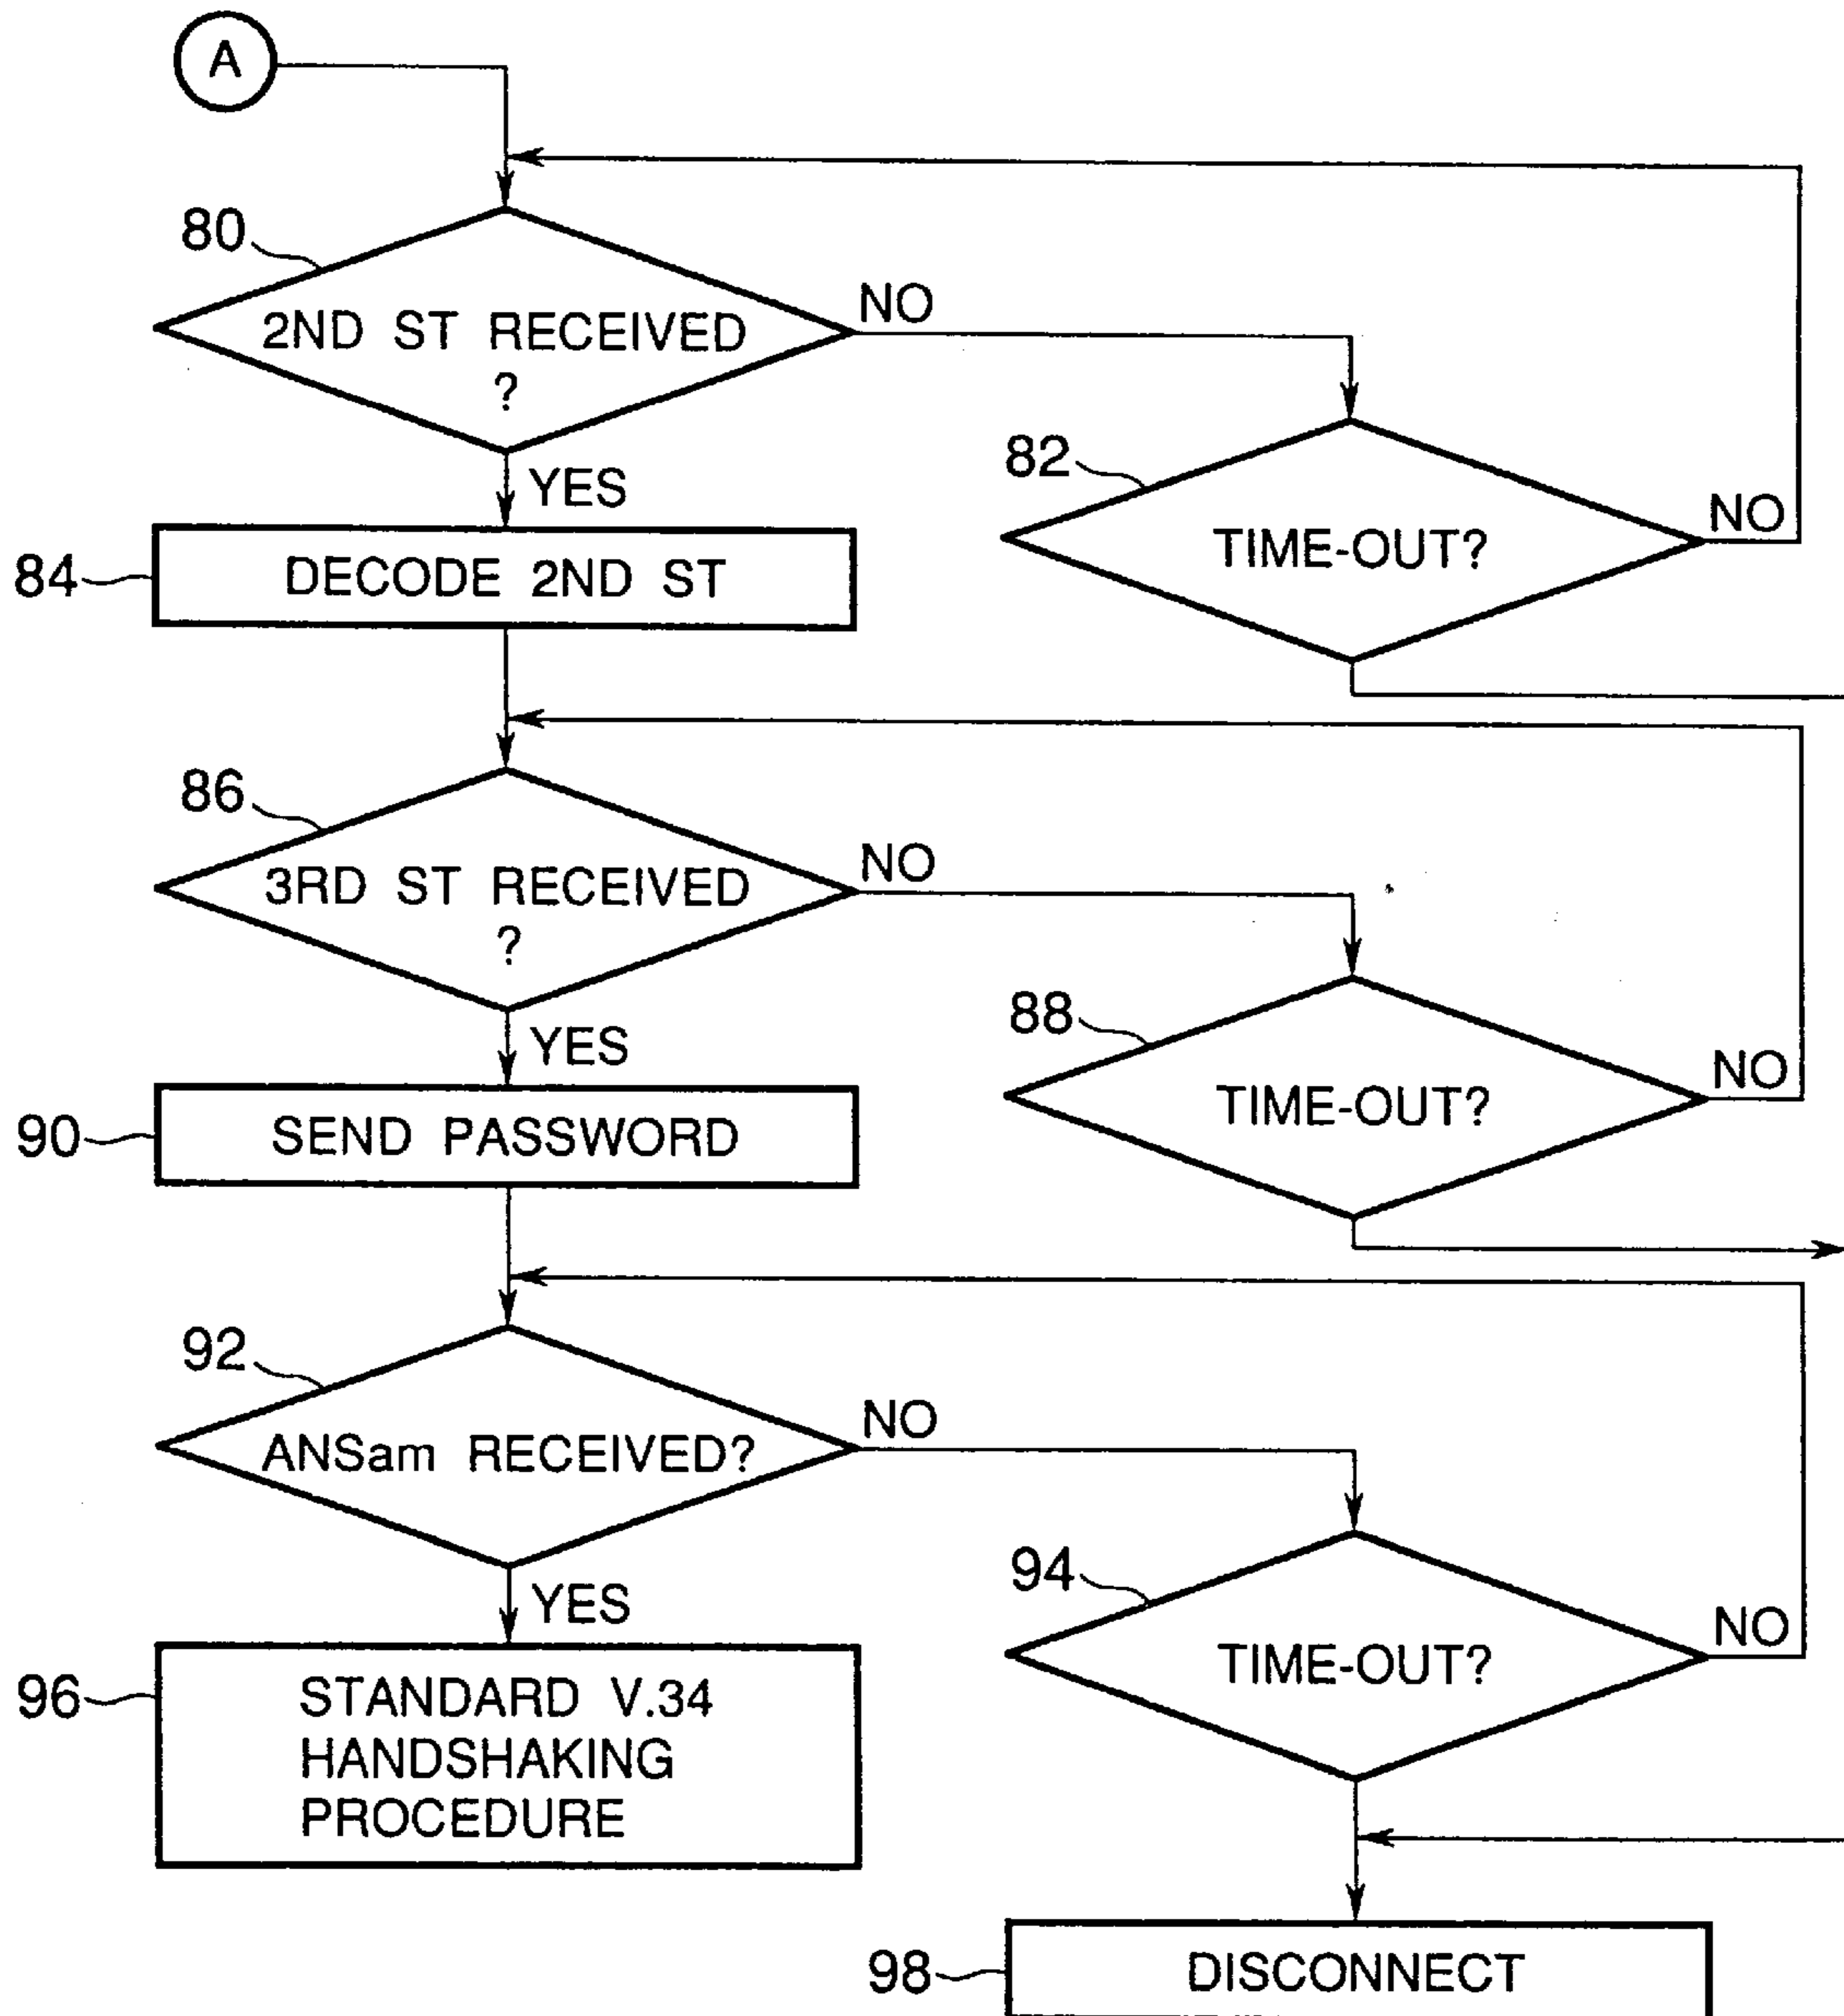 A
80
2ND ST RECEIVED
?
NO
YES
82
TIME-OUT?
NO
84
DECODE 2ND ST
86
3RD ST RECEIVED
?
NO
YES
88
TIME-OUT?
NO
90
SEND PASSWORD
92
ANSam RECEIVED?
NO
YES
94
TIME-OUT?
NO
96
STANDARD V.34
HANDSHAKING
PROCEDURE
98
DISCONNECT